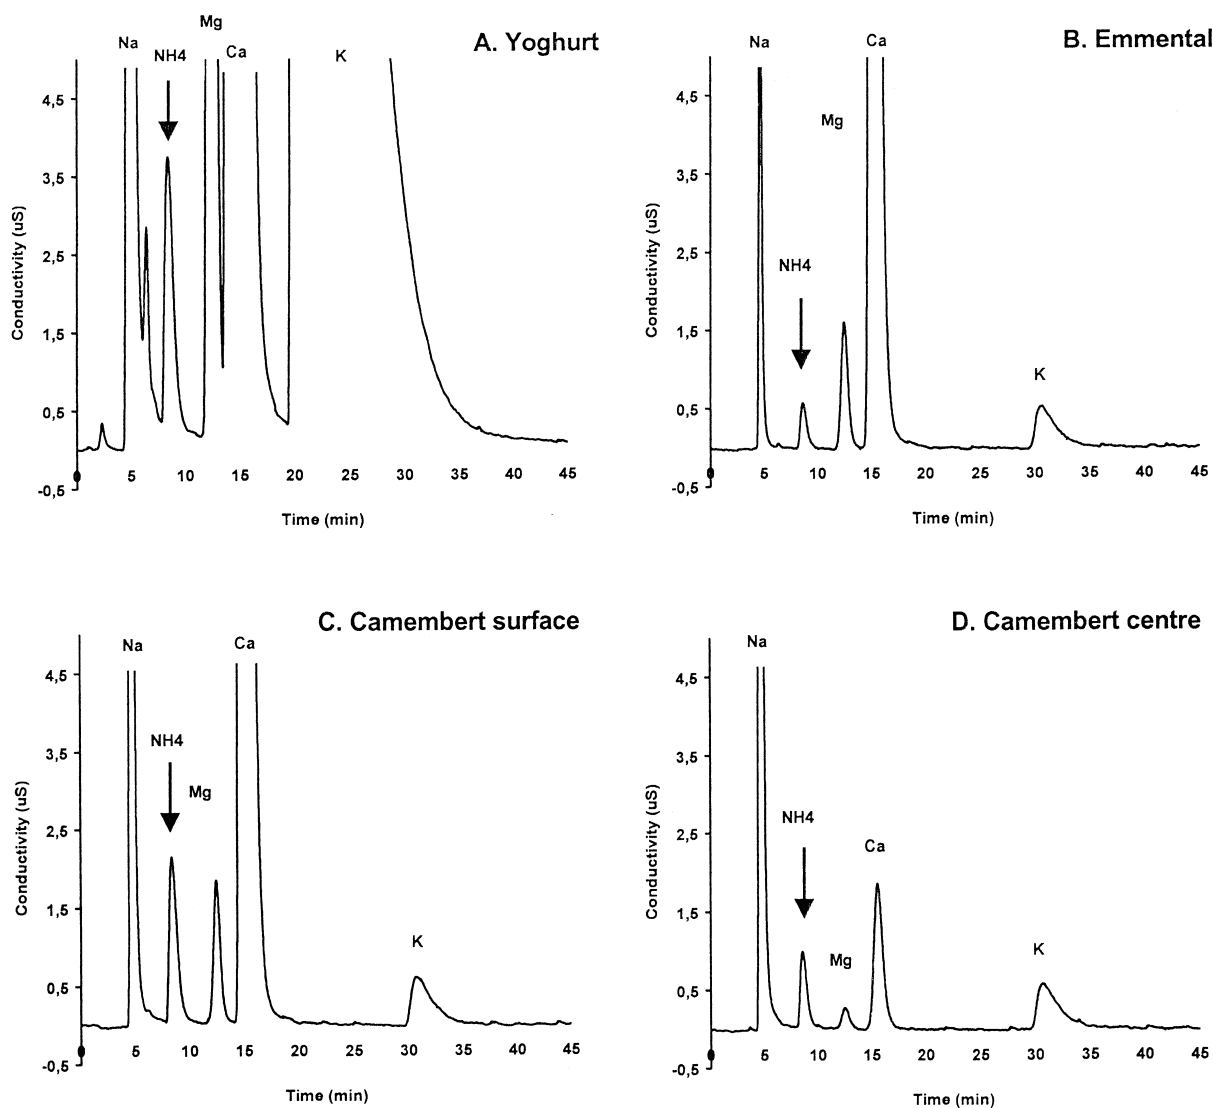 A. Yoghurt
Mg
Na
NH4
Ca
K
4,5
3,5
2,5
1,5
0,5
-0,5
Conductivity (uS)
0 5 10 15 20 25 30 35 40 45
Time (min)
B. Emmental
Na
Ca
Mg
NH4
K
4,5
3,5
2,5
1,5
0,5
-0,5
Conductivity (uS)
0 5 10 15 20 25 30 35 40 45
Time (min)
C. Camembert surface
Na
Ca
NH4
Mg
K
4,5
3,5
2,5
1,5
0,5
-0,5
Conductivity (uS)
0 5 10 15 20 25 30 35 40 45
Time (min)
D. Camembert centre
Na
NH4
Ca
Mg
K
4,5
3,5
2,5
1,5
0,5
-0,5
Conductivity (uS)
0 5 10 15 20 25 30 35 40 45
Time (min)